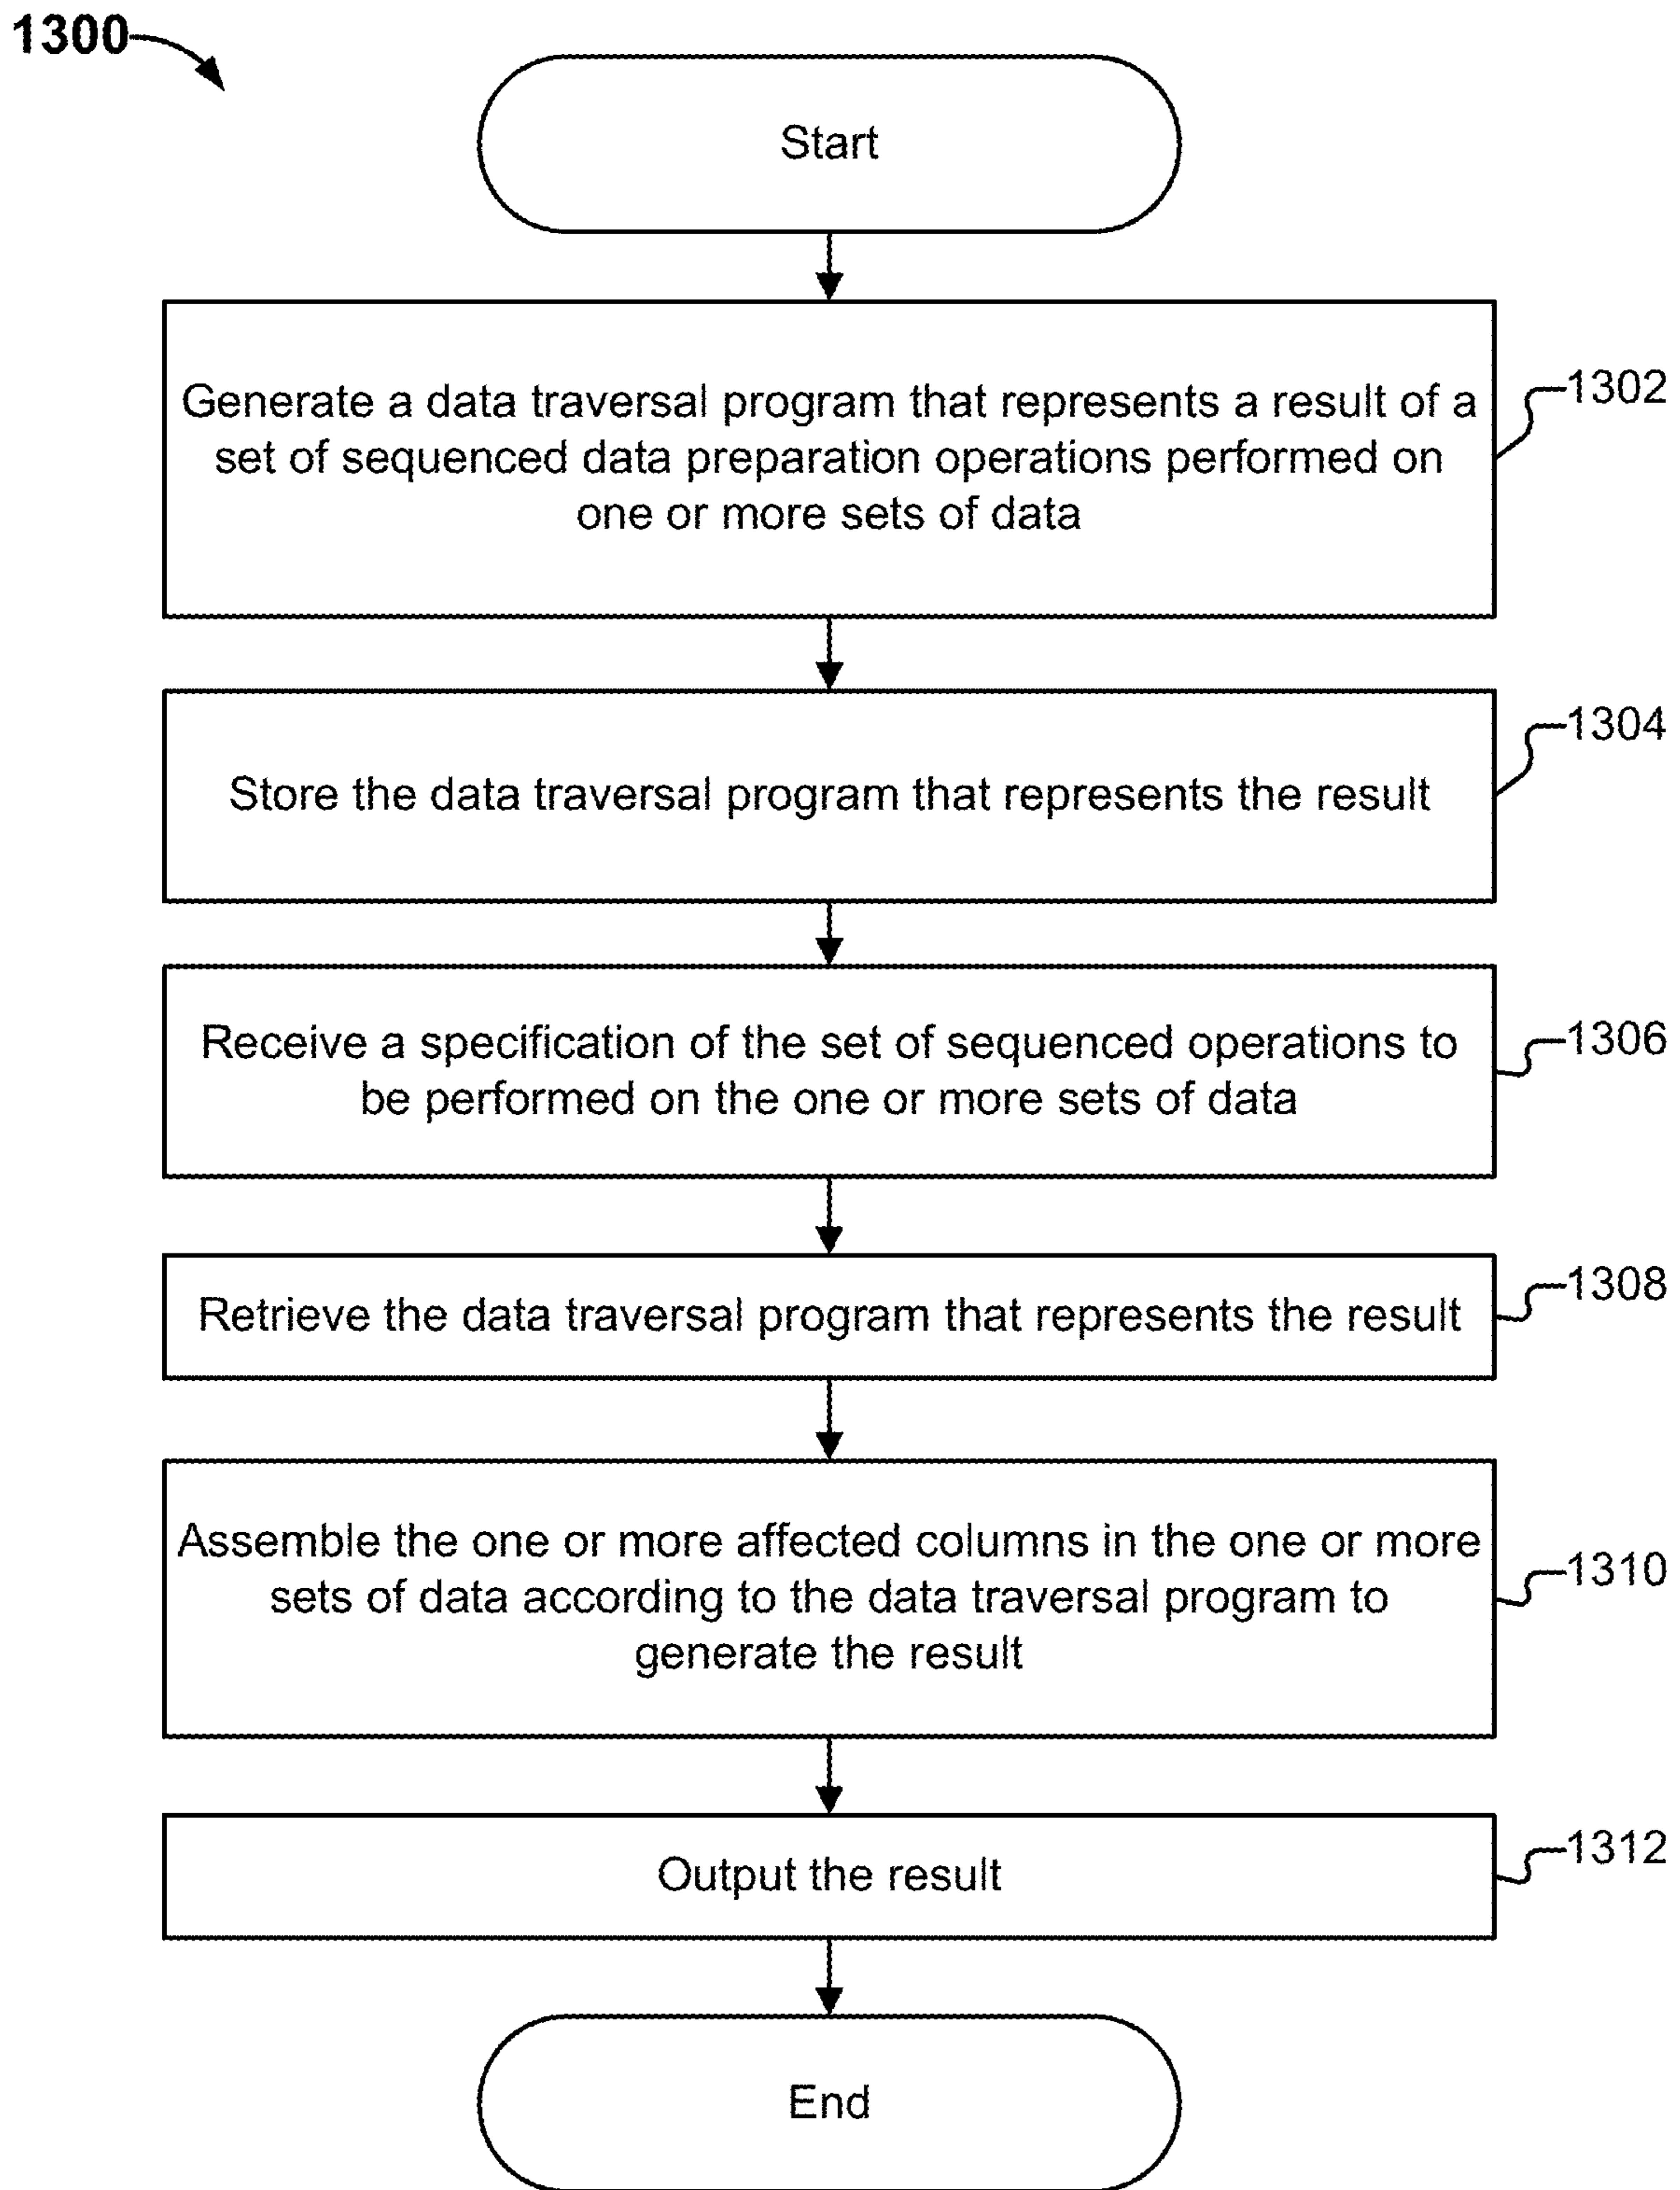 1300
Start
Generate a data traversal program that represents a result of a
set of sequenced data preparation operations performed on
one or more sets of data
1302
Store the data traversal program that represents the result
1304
Receive a specification of the set of sequenced operations to
be performed on the one or more sets of data
1306
Retrieve the data traversal program that represents the result
1308
Assemble the one or more affected columns in the one or more
sets of data according to the data traversal program to
generate the result
1310
Output the result
1312
End